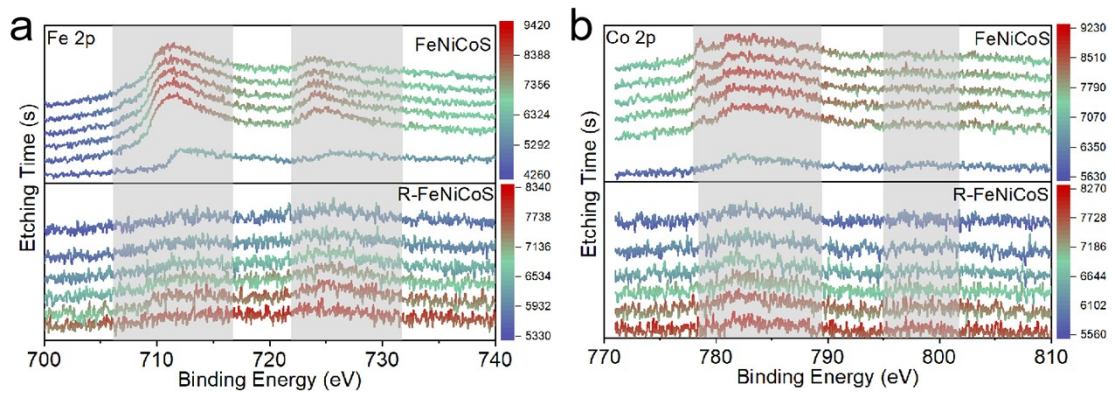 a
Fe 2p
FeNiCoS
9420
8388
7356
6324
5292
4260
R-FeNiCoS
8340
7738
7136
6534
5932
5330
Etching Time (s)
700
710
720
730
740
Binding Energy (eV)
b
Co 2p
FeNiCoS
9230
8510
7790
7070
6350
5630
R-FeNiCoS
8270
7728
7186
6644
6102
5560
Etching Time (s)
770
780
790
800
810
Binding Energy (eV)